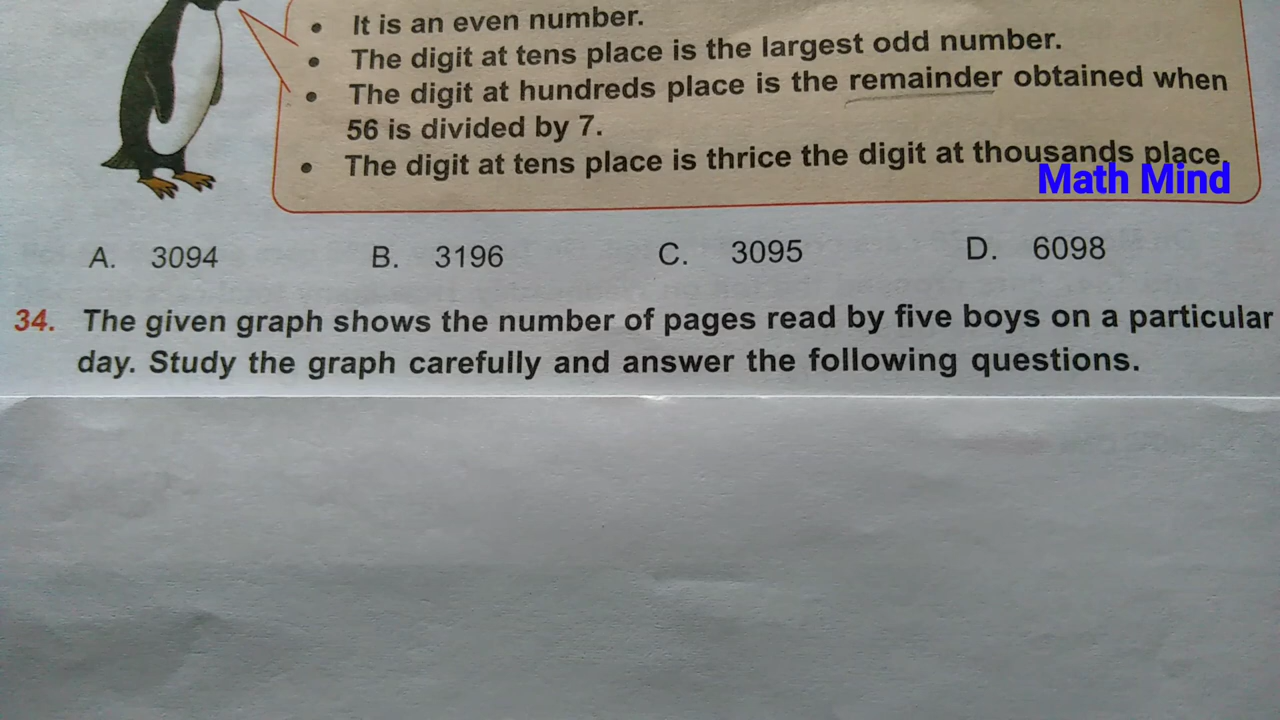 • It is an even number.
• The digit at tens place is the largest odd number.
• The digit at hundreds place is the remainder obtained when
56 is divided by 7.
• The digit at tens place is thrice the digit at thousands place.
Math Mind
A. 3094 B. 3196 C. 3095 D. 6098
34. The given graph shows the number of pages read by five boys on a particular
day. Study the graph carefully and answer the following questions.